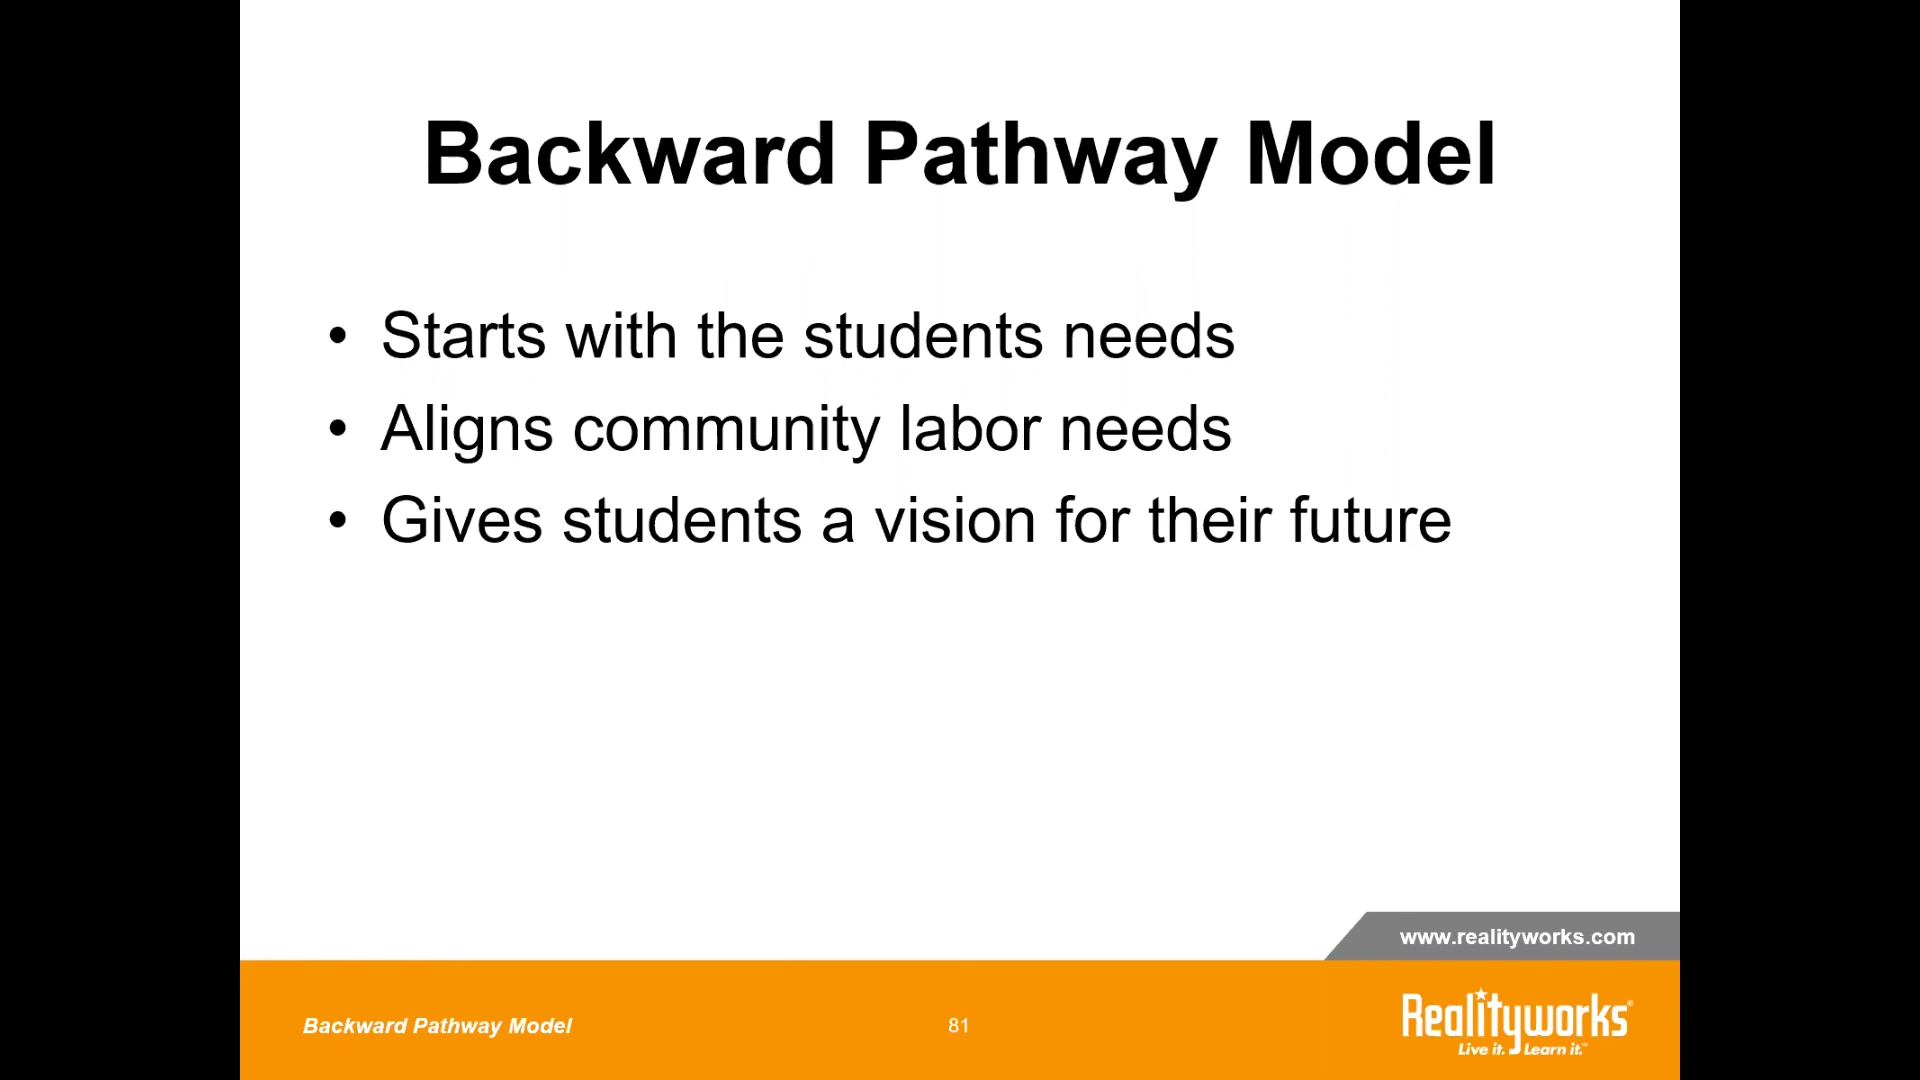 Backward Pathway Model
• Starts with the students needs
• Aligns community labor needs
• Gives students a vision for their future
www.realityworks.com
Backward Pathway Model
81
Realityworks®
Live it. Learn it.™